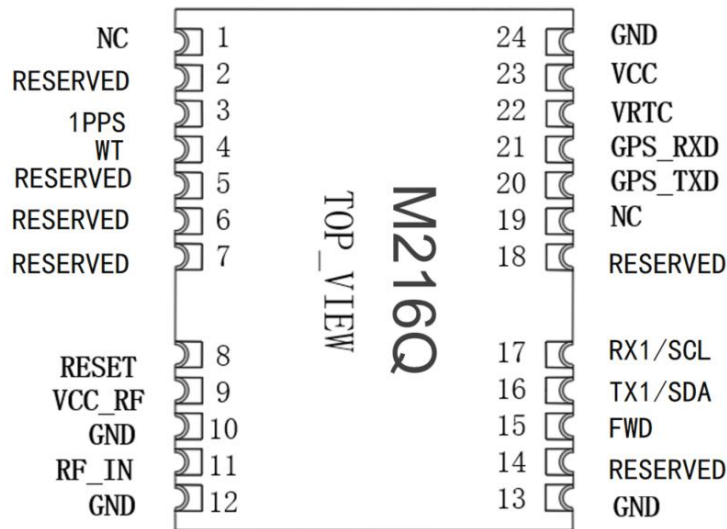 NC 1 24 GND
RESERVED 2 23 VCC
1PPS 3 22 VRTC
WT 4 21 GPS_RXD
RESERVED 5 20 GPS_TXD
RESERVED 6 19 NC
RESERVED 7 18 RESERVED
TOP_VIEW
M216Q
RESET 8 17 RX1/SCL
VCC_RF 9 16 TX1/SDA
GND 10 15 FWD
RF_IN 11 14 RESERVED
GND 12 13 GND